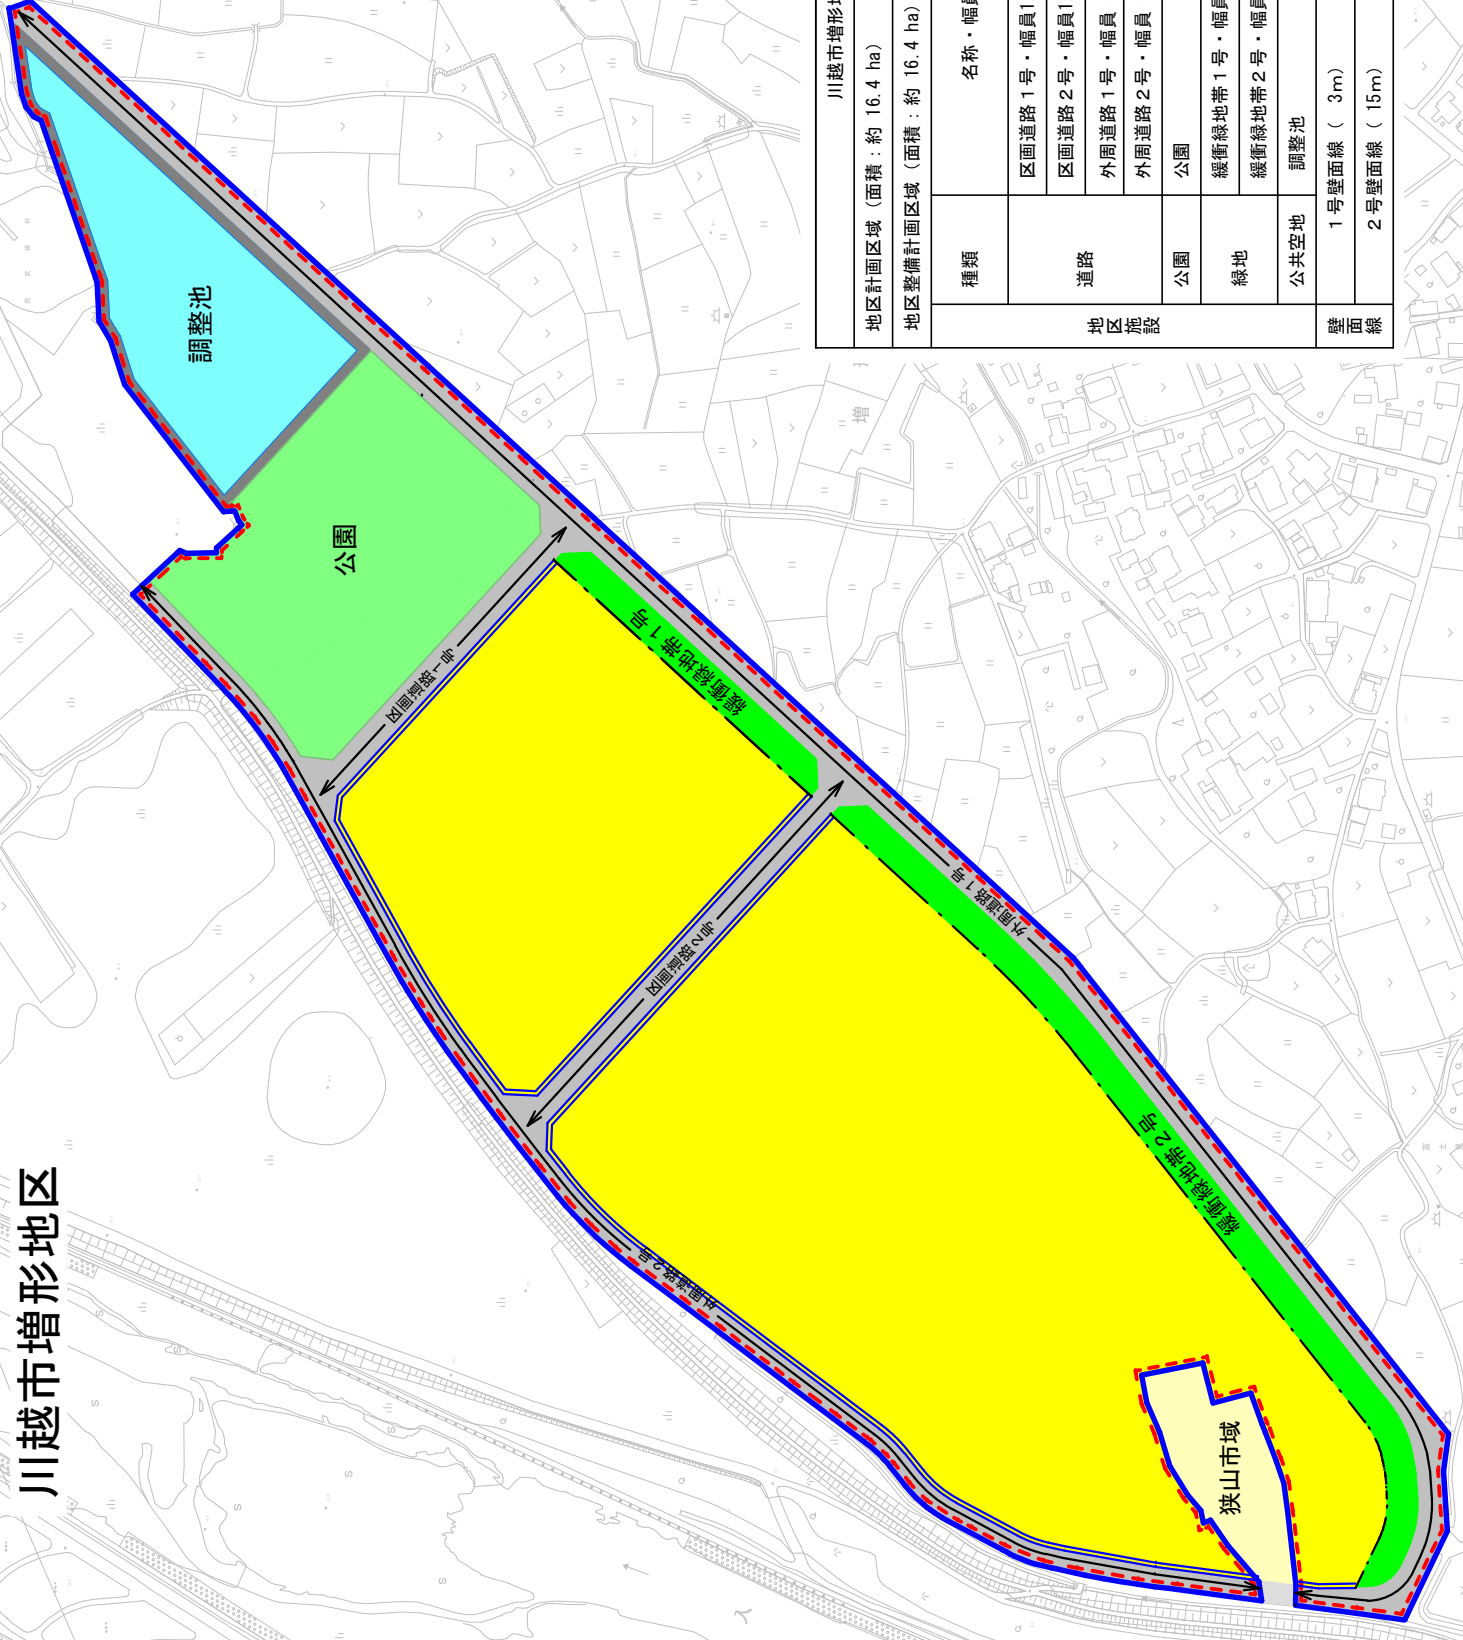 川越市増形地区
調整池
公園
区画道路１号
緩衝緑地帯１号
区画道路２号
外周道路１号
外周道路２号
緩衝緑地帯２号
狭山市域
川越市増形
地区計画区域（面積：約 16.4 ha）
地区整備計画区域（面積：約 16.4 ha）
種類
名称・幅員
地区施設
道路
区画道路１号・幅員1
区画道路２号・幅員1
外周道路１号・幅員
外周道路２号・幅員
公園
公園
緑地
緩衝緑地帯１号・幅員
緩衝緑地帯２号・幅員
公共空地
調整池
壁面線
１号壁面線（ 3m）
２号壁面線（ 15m）